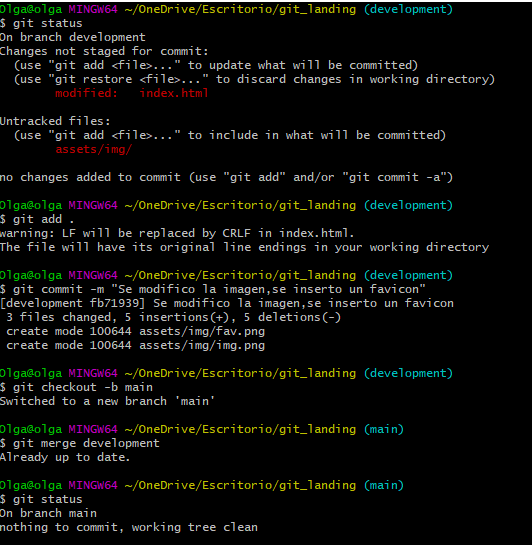 Olga@olga MINGW64 ~/OneDrive/Escritorio/git_landing (development)
$ git status
On branch development
Changes not staged for commit:
  (use "git add <file>..." to update what will be committed)
  (use "git restore <file>..." to discard changes in working directory)
        modified:   index.html

Untracked files:
  (use "git add <file>..." to include in what will be committed)
        assets/img/

no changes added to commit (use "git add" and/or "git commit -a")

Olga@olga MINGW64 ~/OneDrive/Escritorio/git_landing (development)
$ git add .
warning: LF will be replaced by CRLF in index.html.
The file will have its original line endings in your working directory

Olga@olga MINGW64 ~/OneDrive/Escritorio/git_landing (development)
$ git commit -m "Se modifico la imagen,se inserto un favicon"
[development fb71939] Se modifico la imagen,se inserto un favicon
 3 files changed, 5 insertions(+), 5 deletions(-)
 create mode 100644 assets/img/fav.png
 create mode 100644 assets/img/img.png

Olga@olga MINGW64 ~/OneDrive/Escritorio/git_landing (development)
$ git checkout -b main
Switched to a new branch 'main'

Olga@olga MINGW64 ~/OneDrive/Escritorio/git_landing (main)
$ git merge development
Already up to date.

Olga@olga MINGW64 ~/OneDrive/Escritorio/git_landing (main)
$ git status
On branch main
nothing to commit, working tree clean